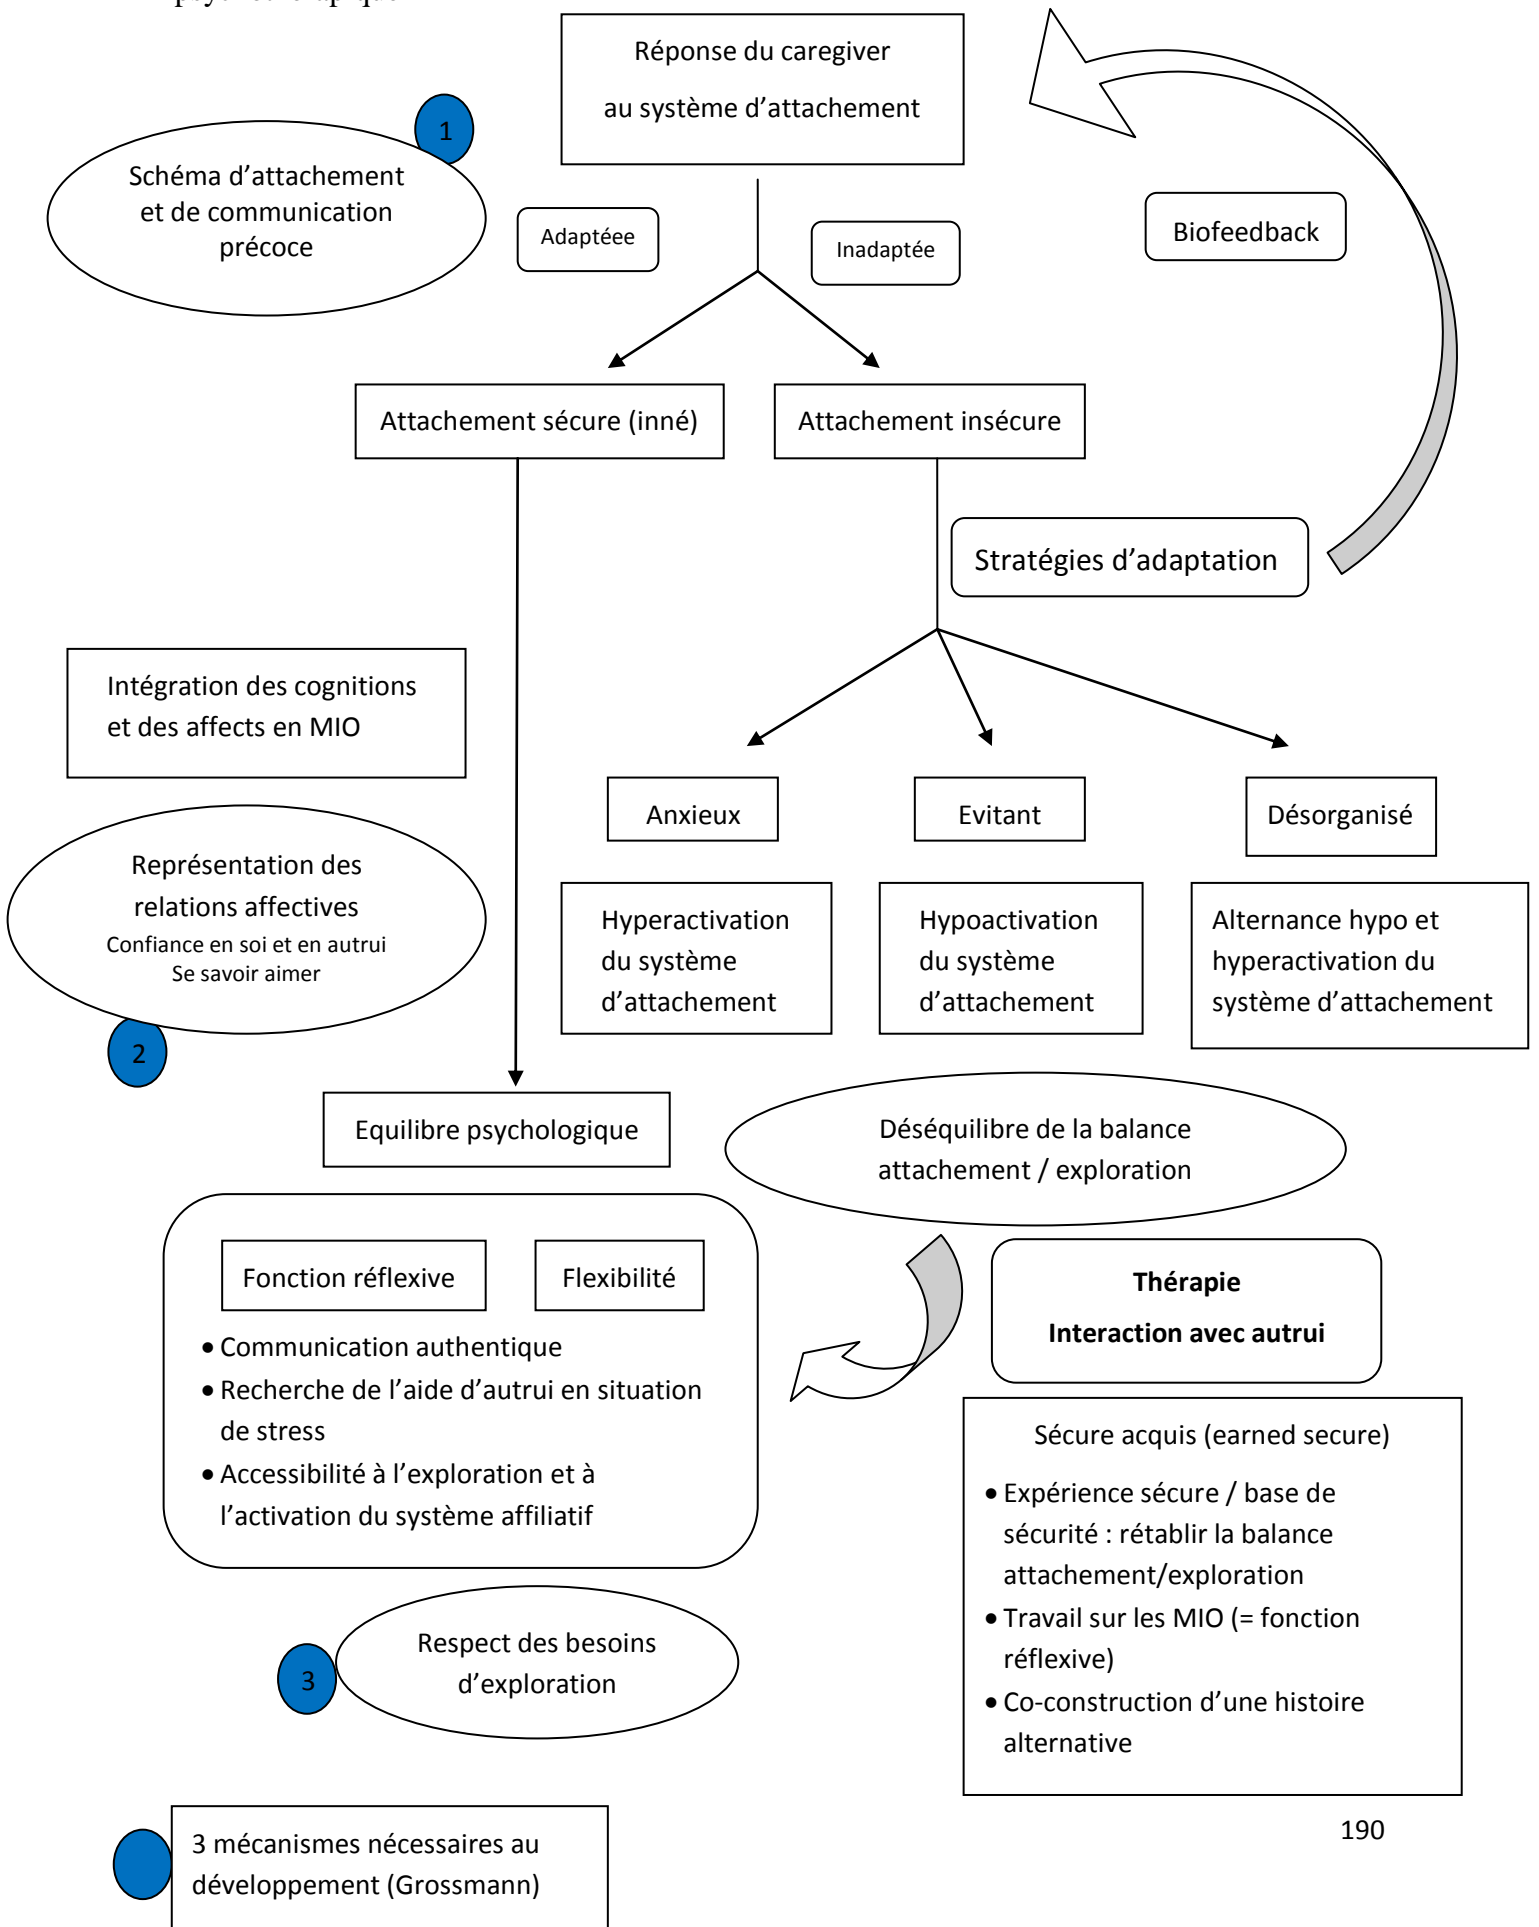 psychothérapique
Réponse du caregiver
au système d’attachement
1
Schéma d’attachement
et de communication
précoce
Adaptéee
Inadaptée
Biofeedback
Attachement sécure (inné)
Attachement insécure
Stratégies d’adaptation
Intégration des cognitions
et des affects en MIO
Anxieux
Evitant
Désorganisé
Représentation des
relations affectives
Confiance en soi et en autrui
Se savoir aimer
2
Hyperactivation
du système
d’attachement
Hypoactivation
du système
d’attachement
Alternance hypo et
hyperactivation du
système d’attachement
Equilibre psychologique
Déséquilibre de la balance
attachement / exploration
Fonction réflexive
Flexibilité
• Communication authentique
• Recherche de l’aide d’autrui en situation
de stress
• Accessibilité à l’exploration et à
l’activation du système affiliatif
Thérapie
Interaction avec autrui
Sécure acquis (earned secure)
• Expérience sécure / base de
sécurité : rétablir la balance
attachement/exploration
• Travail sur les MIO (= fonction
réflexive)
• Co-construction d’une histoire
alternative
3
Respect des besoins
d’exploration
3 mécanismes nécessaires au
développement (Grossmann)
190